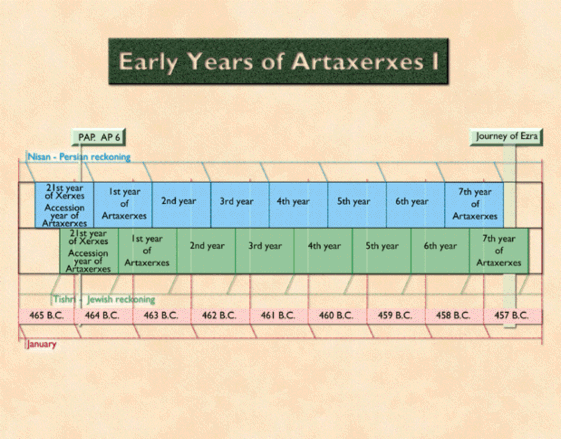 Early Years of Artaxerxes I
PAP. AP 6
Journey of Ezra
Nisan - Persian reckoning
21st year
of Xerxes
Accession
year of
Artaxerxes
1st year
of
Artaxerxes
2nd year
3rd year
4th year
5th year
6th year
7th year
of
Artaxerxes
21st year
of Xerxes
Accession
year of
Artaxerxes
1st year
of
Artaxerxes
2nd year
3rd year
4th year
5th year
6th year
7th year
of
Artaxerxes
Tishri - Jewish reckoning
465 B.C. 464 B.C. 463 B.C. 462 B.C. 461 B.C. 460 B.C. 459 B.C. 458 B.C. 457 B.C.
January